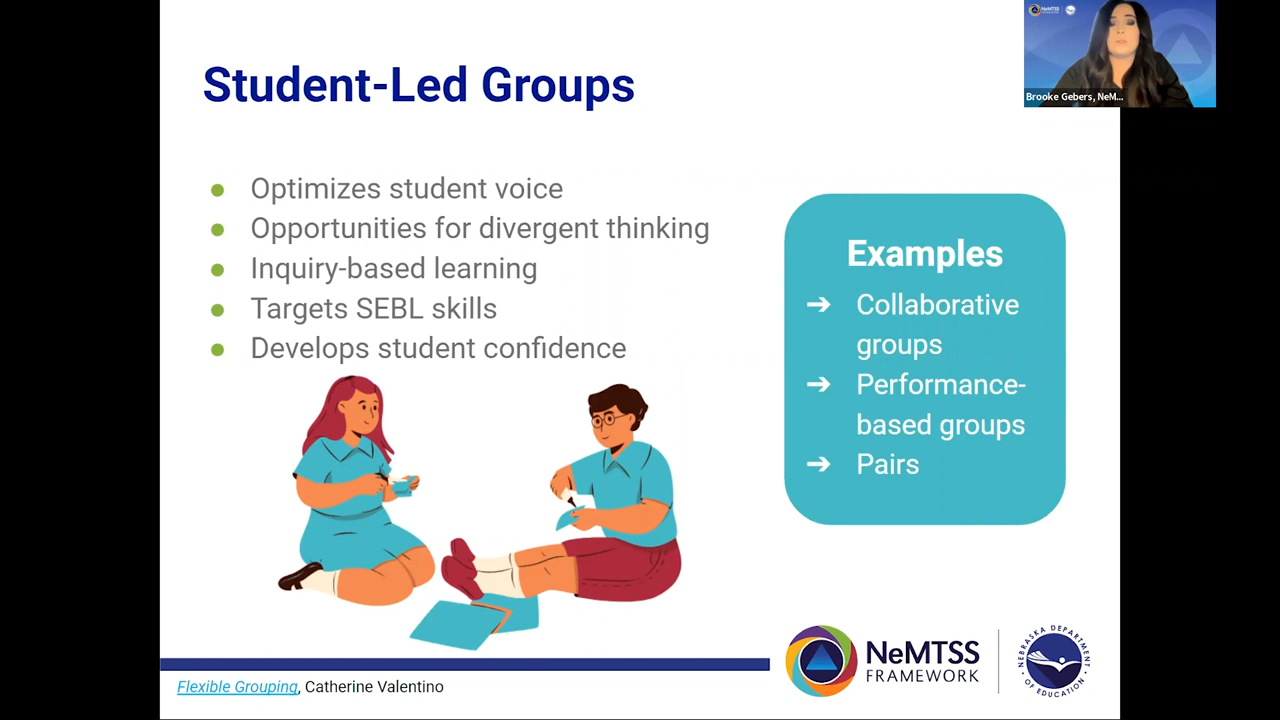 NeMTSS
FRAMEWORK
Brooke Gebers, NeM...
Student-Led Groups
● Optimizes student voice
● Opportunities for divergent thinking
● Inquiry-based learning
● Targets SEBL skills
● Develops student confidence
Examples
➔ Collaborative
groups
➔ Performance-
based groups
➔ Pairs
NeMTSS
FRAMEWORK
NEBRASKA DEPARTMENT
OF EDUCATION
Flexible Grouping, Catherine Valentino